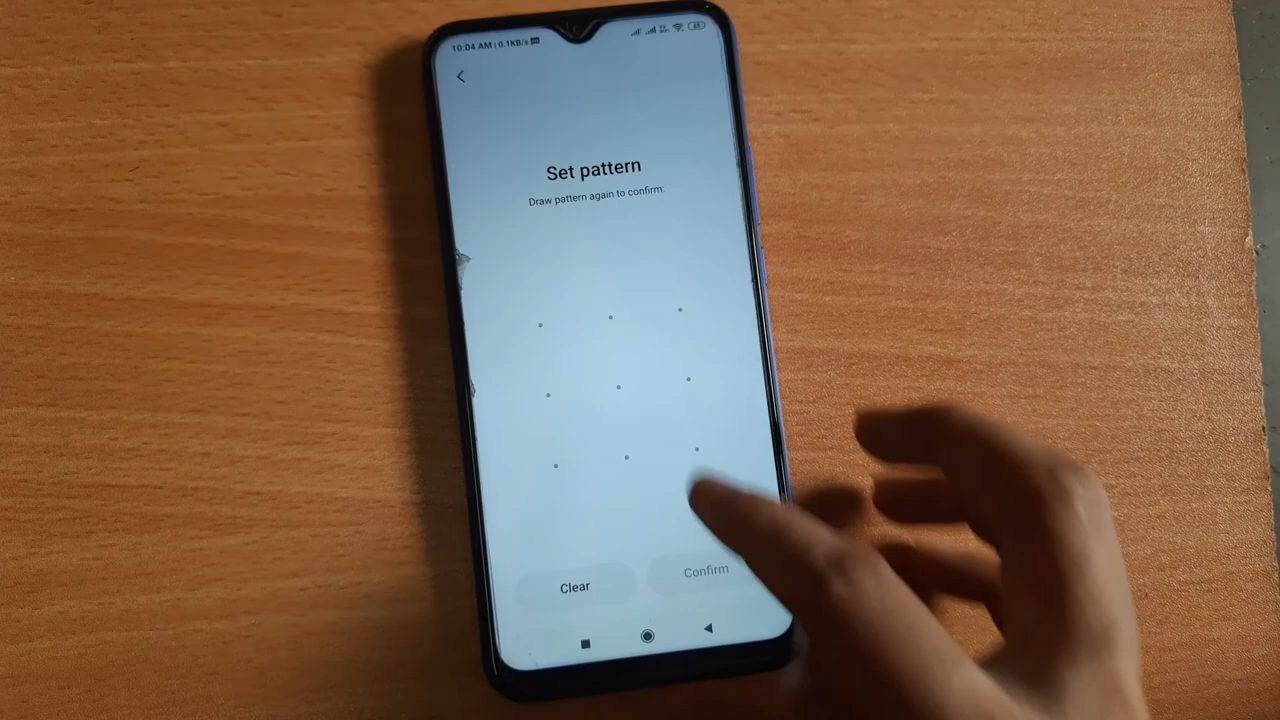 10:04 AM | 0.1KB/s
Set pattern
Draw pattern again to confirm:
Clear
Confirm